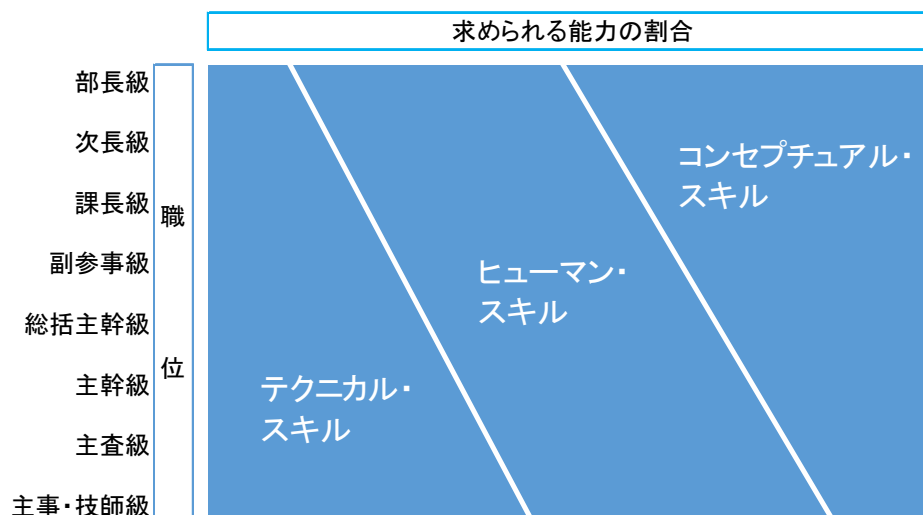 求められる能力の割合
部長級
次長級
課長級
副参事級
総括主幹級
主幹級
主査級
主事・技師級
職
位
コンセプチュアル・
スキル
ヒューマン・
スキル
テクニカル・
スキル